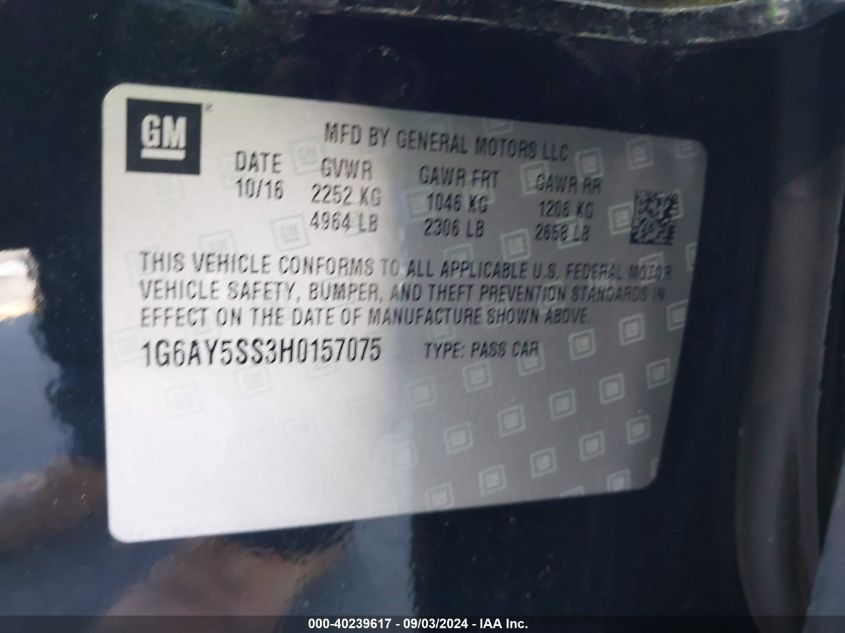 GM®
MFD BY GENERAL MOTORS LLC
DATE GVWR GAWR FRT GAWR RR
10/16 2252 KG 1046 KG 1206 KG
4964 LB 2306 LB 2658 LB
THIS VEHICLE CONFORMS TO ALL APPLICABLE U.S. FEDERAL MOTOR
VEHICLE SAFETY, BUMPER, AND THEFT PREVENTION STANDARDS IN
EFFECT ON THE DATE OF MANUFACTURE SHOWN ABOVE.
1G6AY5SS3H0157075 TYPE: PASS CAR
000-40239617 - 09/03/2024 - IAA Inc.